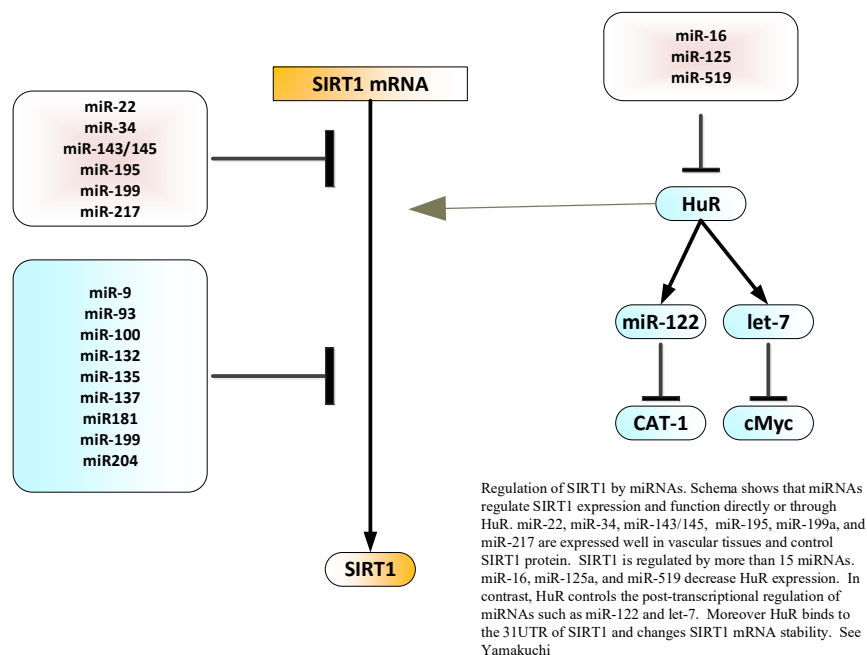 miR-16
miR-125
miR-519
SIRT1 mRNA
miR-22
miR-34
miR-143/145
miR-195
miR-199
miR-217
HuR
miR-9
miR-93
miR-100
miR-132
miR-135
miR-137
miR181
miR-199
miR204
miR-122
let-7
CAT-1
cMyc
SIRT1
Regulation of SIRT1 by miRNAs. Schema shows that miRNAs
regulate SIRT1 expression and function directly or through
HuR. miR-22, miR-34, miR-143/145, miR-195, miR-199a, and
miR-217 are expressed well in vascular tissues and control
SIRT1 protein. SIRT1 is regulated by more than 15 miRNAs.
miR-16, miR-125a, and miR-519 decrease HuR expression. In
contrast, HuR controls the post-transcriptional regulation of
miRNAs such as miR-122 and let-7. Moreover HuR binds to
the 31UTR of SIRT1 and changes SIRT1 mRNA stability. See
Yamakuchi